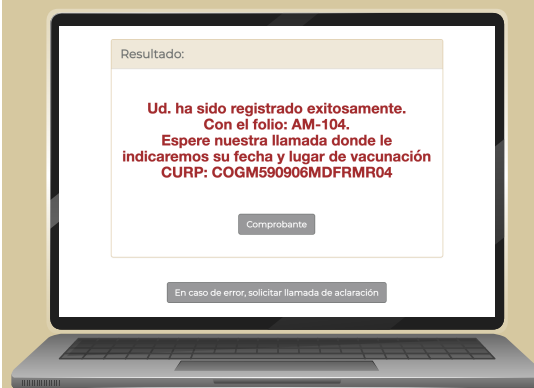 Resultado:
Ud. ha sido registrado exitosamente.
Con el folio: AM-104.
Espere nuestra llamada donde le
indicaremos su fecha y lugar de vacunación
CURP: COGM590906MDFRMR04
Comprobante
En caso de error, solicitar llamada de aclaración